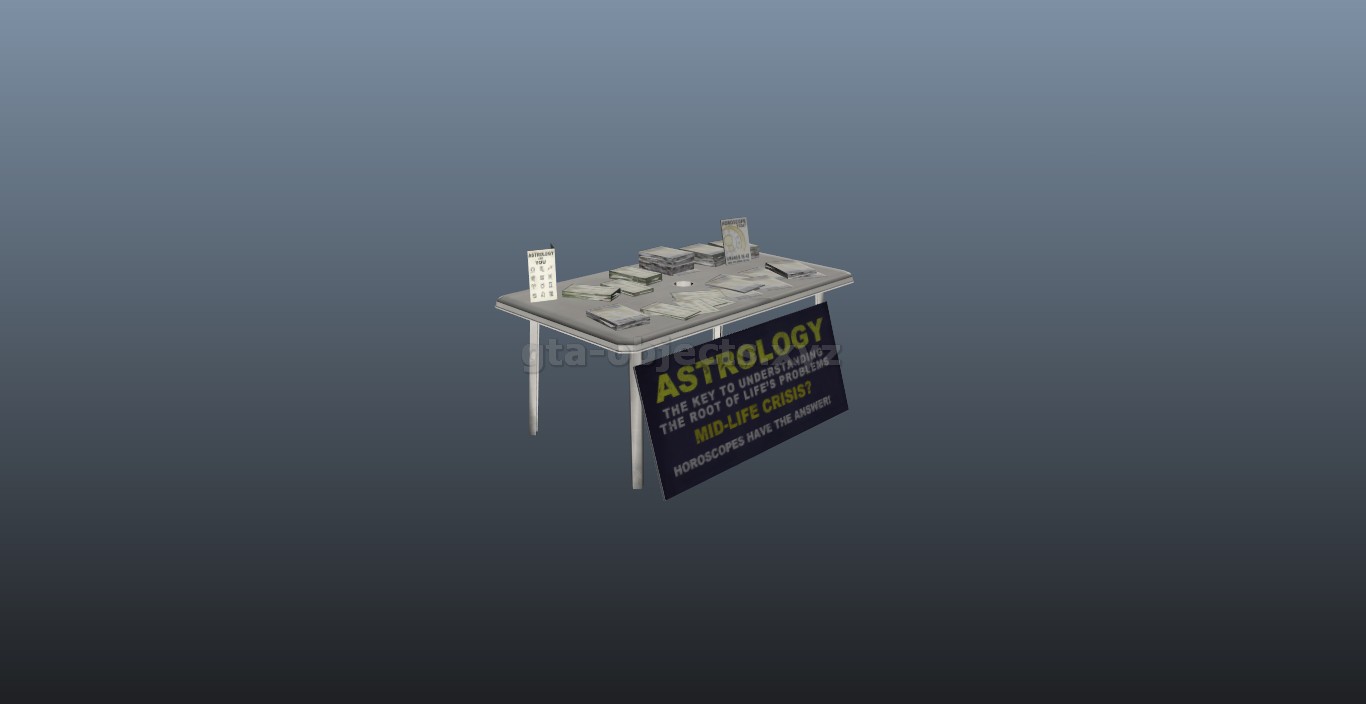 ASTROLOGY
YOU
gta-objects.xyz
ASTROLOGY
THE KEY TO UNDERSTANDING
THE ROOT OF LIFE'S PROBLEMS
MID-LIFE CRISIS?
HOROSCOPES HAVE THE ANSWER!